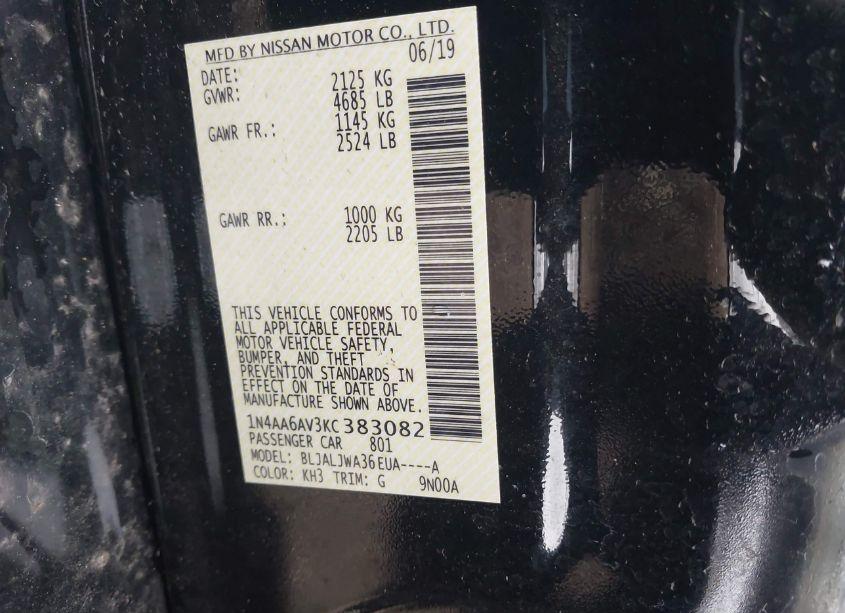 MFD BY NISSAN MOTOR CO., LTD.
DATE: 06/19
GVWR: 2125 KG
4685 LB
GAWR FR.: 1145 KG
2524 LB
GAWR RR.: 1000 KG
2205 LB
THIS VEHICLE CONFORMS TO
ALL APPLICABLE FEDERAL
MOTOR VEHICLE SAFETY,
BUMPER, AND THEFT
PREVENTION STANDARDS IN
EFFECT ON THE DATE OF
MANUFACTURE SHOWN ABOVE.
1N4AA6AV3KC383082
PASSENGER CAR 801
MODEL: BLJALJWA36EUA----A
COLOR: KH3 TRIM: G 9N00A